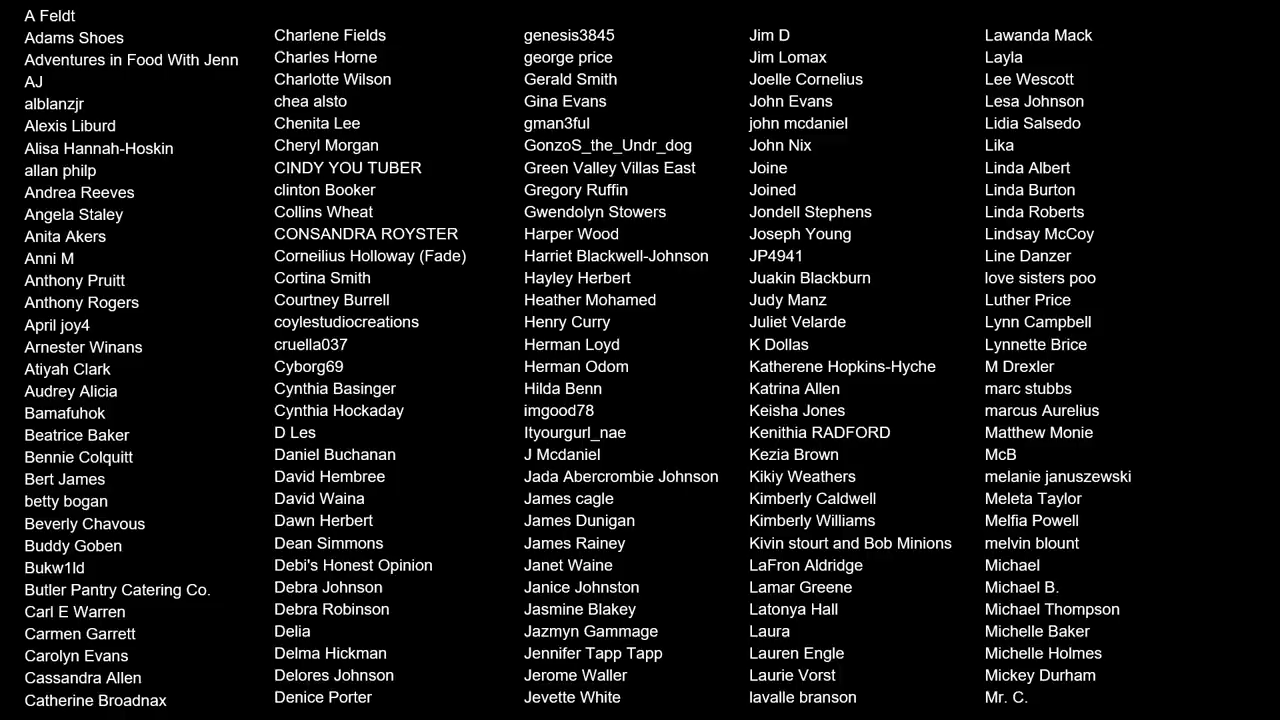 A Feldt
Adams Shoes
Adventures in Food With Jenn
AJ
alblanzjr
Alexis Liburd
Alisa Hannah-Hoskin
allan philp
Andrea Reeves
Angela Staley
Anita Akers
Anni M
Anthony Pruitt
Anthony Rogers
April joy4
Arnester Winans
Atiyah Clark
Audrey Alicia
Bamafuhok
Beatrice Baker
Bennie Colquitt
Bert James
betty bogan
Beverly Chavous
Buddy Goben
Bukw1ld
Butler Pantry Catering Co.
Carl E Warren
Carmen Garrett
Carolyn Evans
Cassandra Allen
Catherine Broadnax
Charlene Fields
Charles Horne
Charlotte Wilson
chea alsto
Chenita Lee
Cheryl Morgan
CINDY YOU TUBER
clinton Booker
Collins Wheat
CONSANDRA ROYSTER
Corneilius Holloway (Fade)
Cortina Smith
Courtney Burrell
coylestudiocreations
cruella037
Cyborg69
Cynthia Basinger
Cynthia Hockaday
D Les
Daniel Buchanan
David Hembree
David Waina
Dawn Herbert
Dean Simmons
Debi's Honest Opinion
Debra Johnson
Debra Robinson
Delia
Delma Hickman
Delores Johnson
Denice Porter
genesis3845
george price
Gerald Smith
Gina Evans
gman3ful
GonzoS_the_Undr_dog
Green Valley Villas East
Gregory Ruffin
Gwendolyn Stowers
Harper Wood
Harriet Blackwell-Johnson
Hayley Herbert
Heather Mohamed
Henry Curry
Herman Loyd
Herman Odom
Hilda Benn
imgood78
Ityourgurl_nae
J Mcdaniel
Jada Abercrombie Johnson
James cagle
James Dunigan
James Rainey
Janet Waine
Janice Johnston
Jasmine Blakey
Jazmyn Gammage
Jennifer Tapp Tapp
Jerome Waller
Jevette White
Jim D
Jim Lomax
Joelle Cornelius
John Evans
john mcdaniel
John Nix
Joine
Joined
Jondell Stephens
Joseph Young
JP4941
Juakin Blackburn
Judy Manz
Juliet Velarde
K Dollas
Katherene Hopkins-Hyche
Katrina Allen
Keisha Jones
Kenithia RADFORD
Kezia Brown
Kikiy Weathers
Kimberly Caldwell
Kimberly Williams
Kivin stourt and Bob Minions
LaFron Aldridge
Lamar Greene
Latonya Hall
Laura
Lauren Engle
Laurie Vorst
lavalle branson
Lawanda Mack
Layla
Lee Wescott
Lesa Johnson
Lidia Salsedo
Lika
Linda Albert
Linda Burton
Linda Roberts
Lindsay McCoy
Line Danzer
love sisters poo
Luther Price
Lynn Campbell
Lynnette Brice
M Drexler
marc stubbs
marcus Aurelius
Matthew Monie
McB
melanie januszewski
Meleta Taylor
Melfia Powell
melvin blount
Michael
Michael B.
Michael Thompson
Michelle Baker
Michelle Holmes
Mickey Durham
Mr. C.